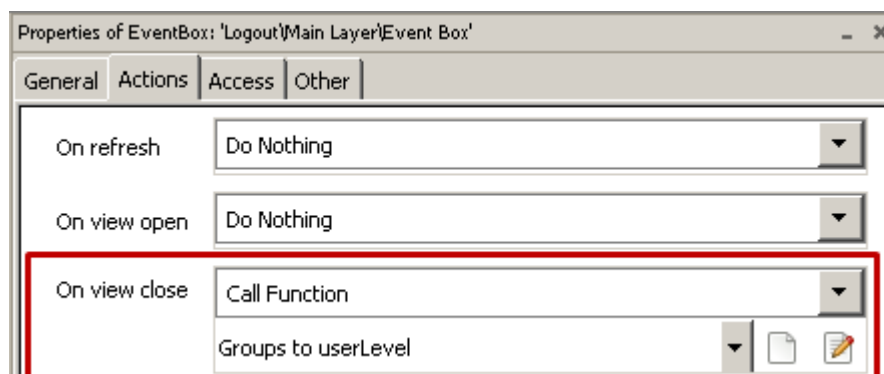 Properties of EventBox: 'Logout\Main Layer\Event Box'
General Actions Access Other
On refresh Do Nothing
On view open Do Nothing
On view close Call Function
Groups to userLevel